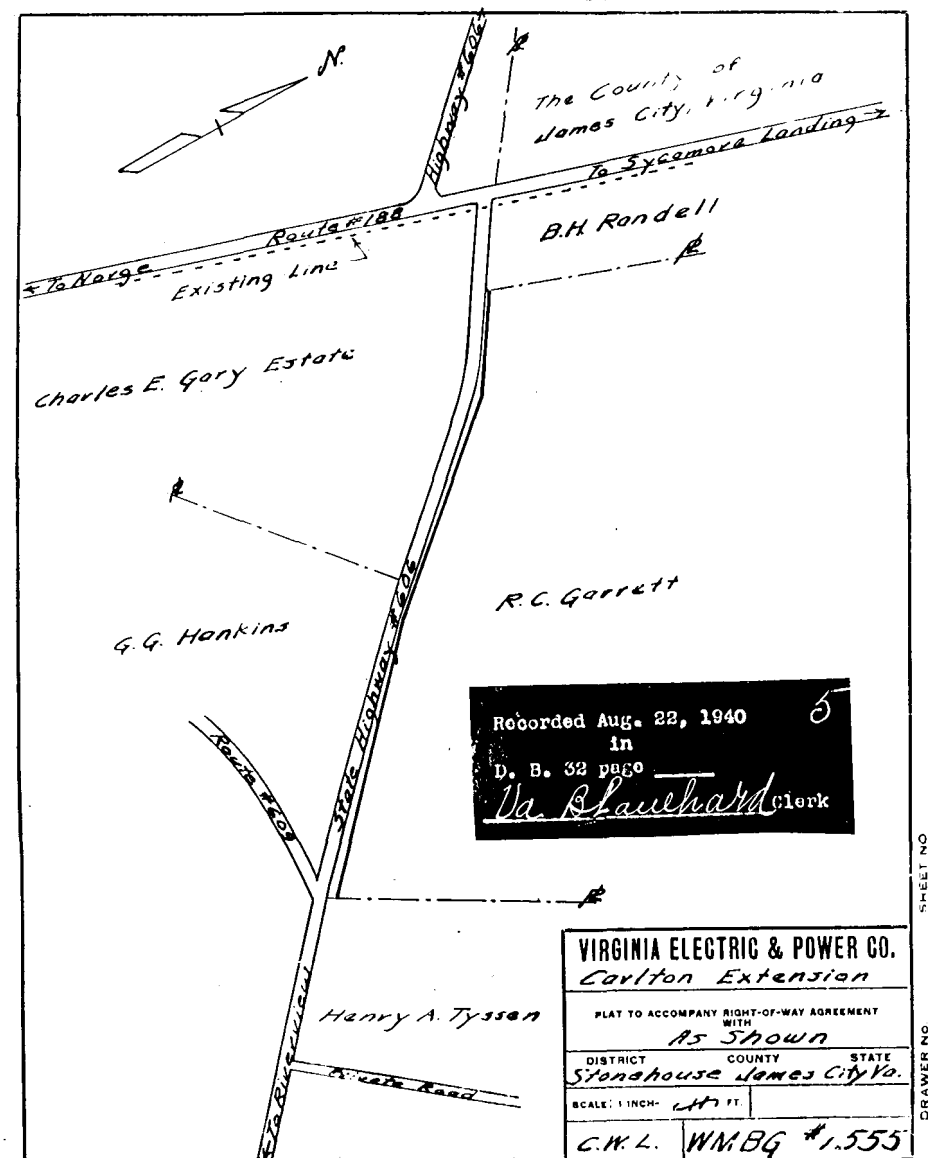 N.
Highway #606
The County of
James City, Virginia
To Sycamore Landing
Route #188
B.H. Randell
To Norge
Existing Line
Charles E. Gary Estate
R.C. Garrett
G.G. Hankins
State Highway #606
Recorded Aug. 22, 1940
5
in
D. B. 32 page
Va. Blanchard Clerk
Route #609
Henry A. Tyssen
Private Road
To Riverview
VIRGINIA ELECTRIC & POWER CO.
Carlton Extension
PLAT TO ACCOMPANY RIGHT-OF-WAY AGREEMENT
WITH
As Shown
DISTRICT COUNTY STATE
Stonehouse James City Va.
SCALE: 1 INCH- FT.
C.W.L. WMBG #1.555
SHEET NO
DRAWER NO.